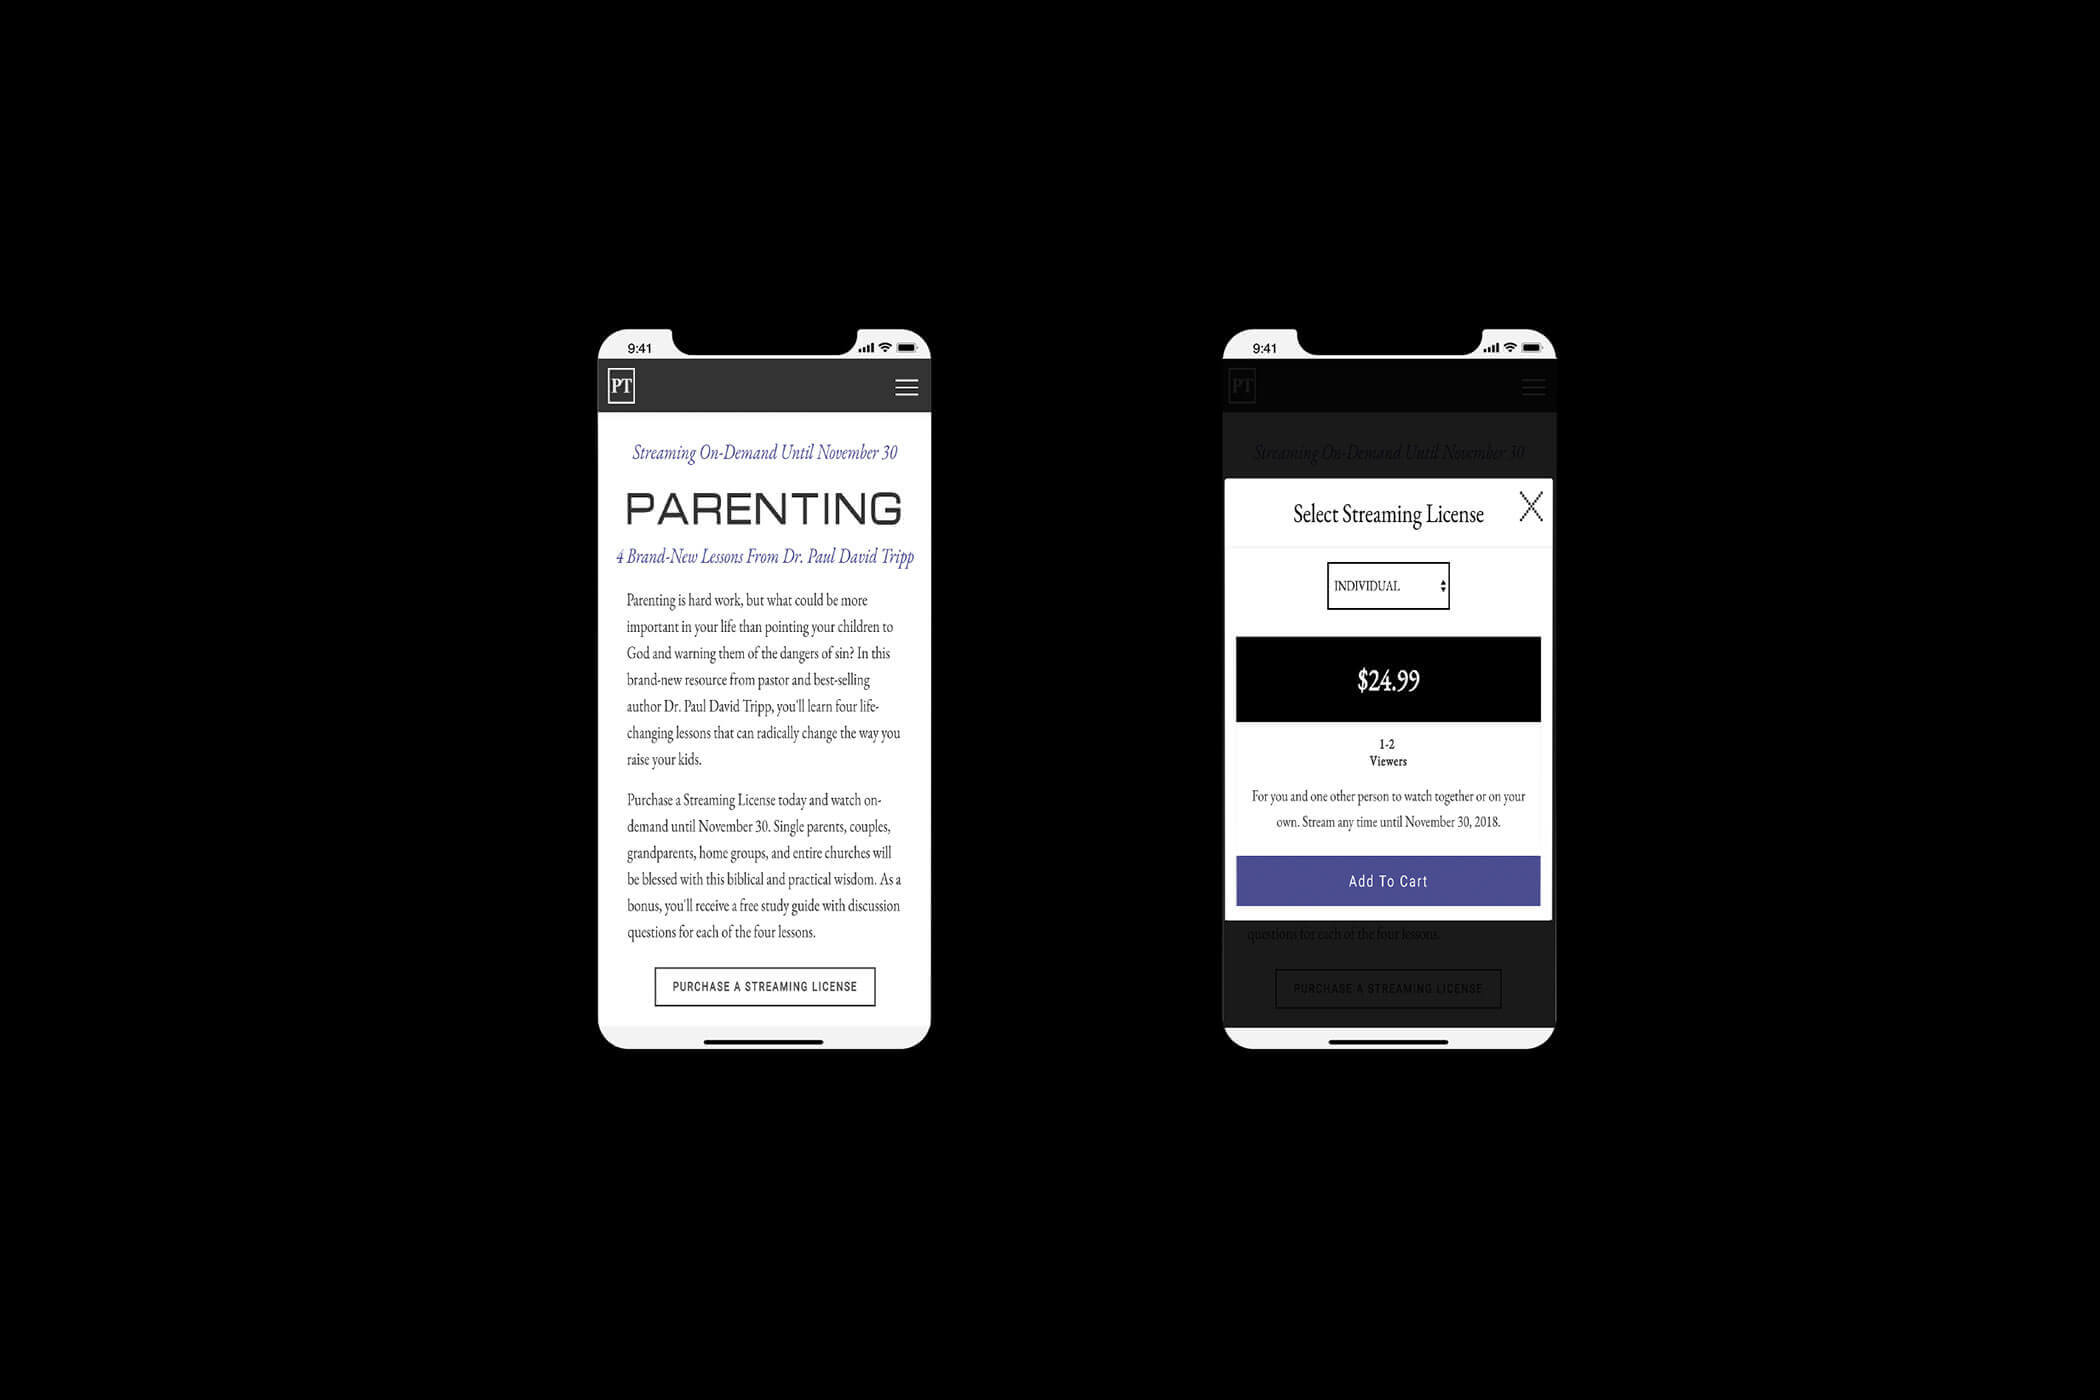 9:41
PT
Streaming On-Demand Until November 30
PARENTING
4 Brand-New Lessons From Dr. Paul David Tripp
Parenting is hard work, but what could be more
important in your life than pointing your children to
God and warning them of the dangers of sin? In this
brand-new resource from pastor and best-selling
author Dr. Paul David Tripp, you'll learn four life-
changing lessons that can radically change the way you
raise your kids.
Purchase a Streaming License today and watch on-
demand until November 30. Single parents, couples,
grandparents, home groups, and entire churches will
be blessed with this biblical and practical wisdom. As a
bonus, you'll receive a free study guide with discussion
questions for each of the four lessons.
PURCHASE A STREAMING LICENSE
9:41
PT
Streaming On-Demand Until November 30
Select Streaming License
INDIVIDUAL
$24.99
1-2
Viewers
For you and one other person to watch together or on your
own. Stream any time until November 30, 2018.
Add To Cart
questions for each of the four lessons.
PURCHASE A STREAMING LICENSE